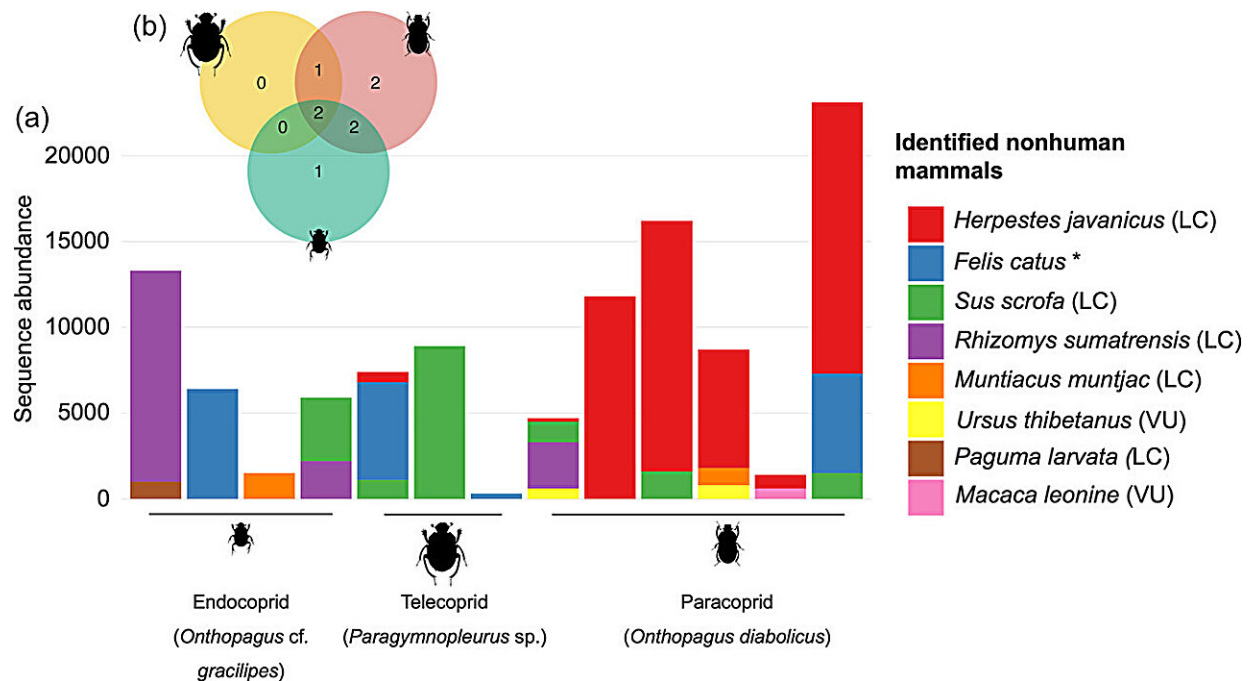 (b)
0
1
2
2
0
2
1
(a)
20000
15000
10000
5000
0
Sequence abundance
Identified nonhuman
mammals
Herpestes javanicus (LC)
Felis catus *
Sus scrofa (LC)
Rhizomys sumatrensis (LC)
Muntiacus muntjac (LC)
Ursus thibetanus (VU)
Paguma larvata (LC)
Macaca leonine (VU)
Endocoprid
(Onthopagus cf.
gracilipes)
Telecoprid
(Paragymnopleurus sp.)
Paracoprid
(Onthopagus diabolicus)